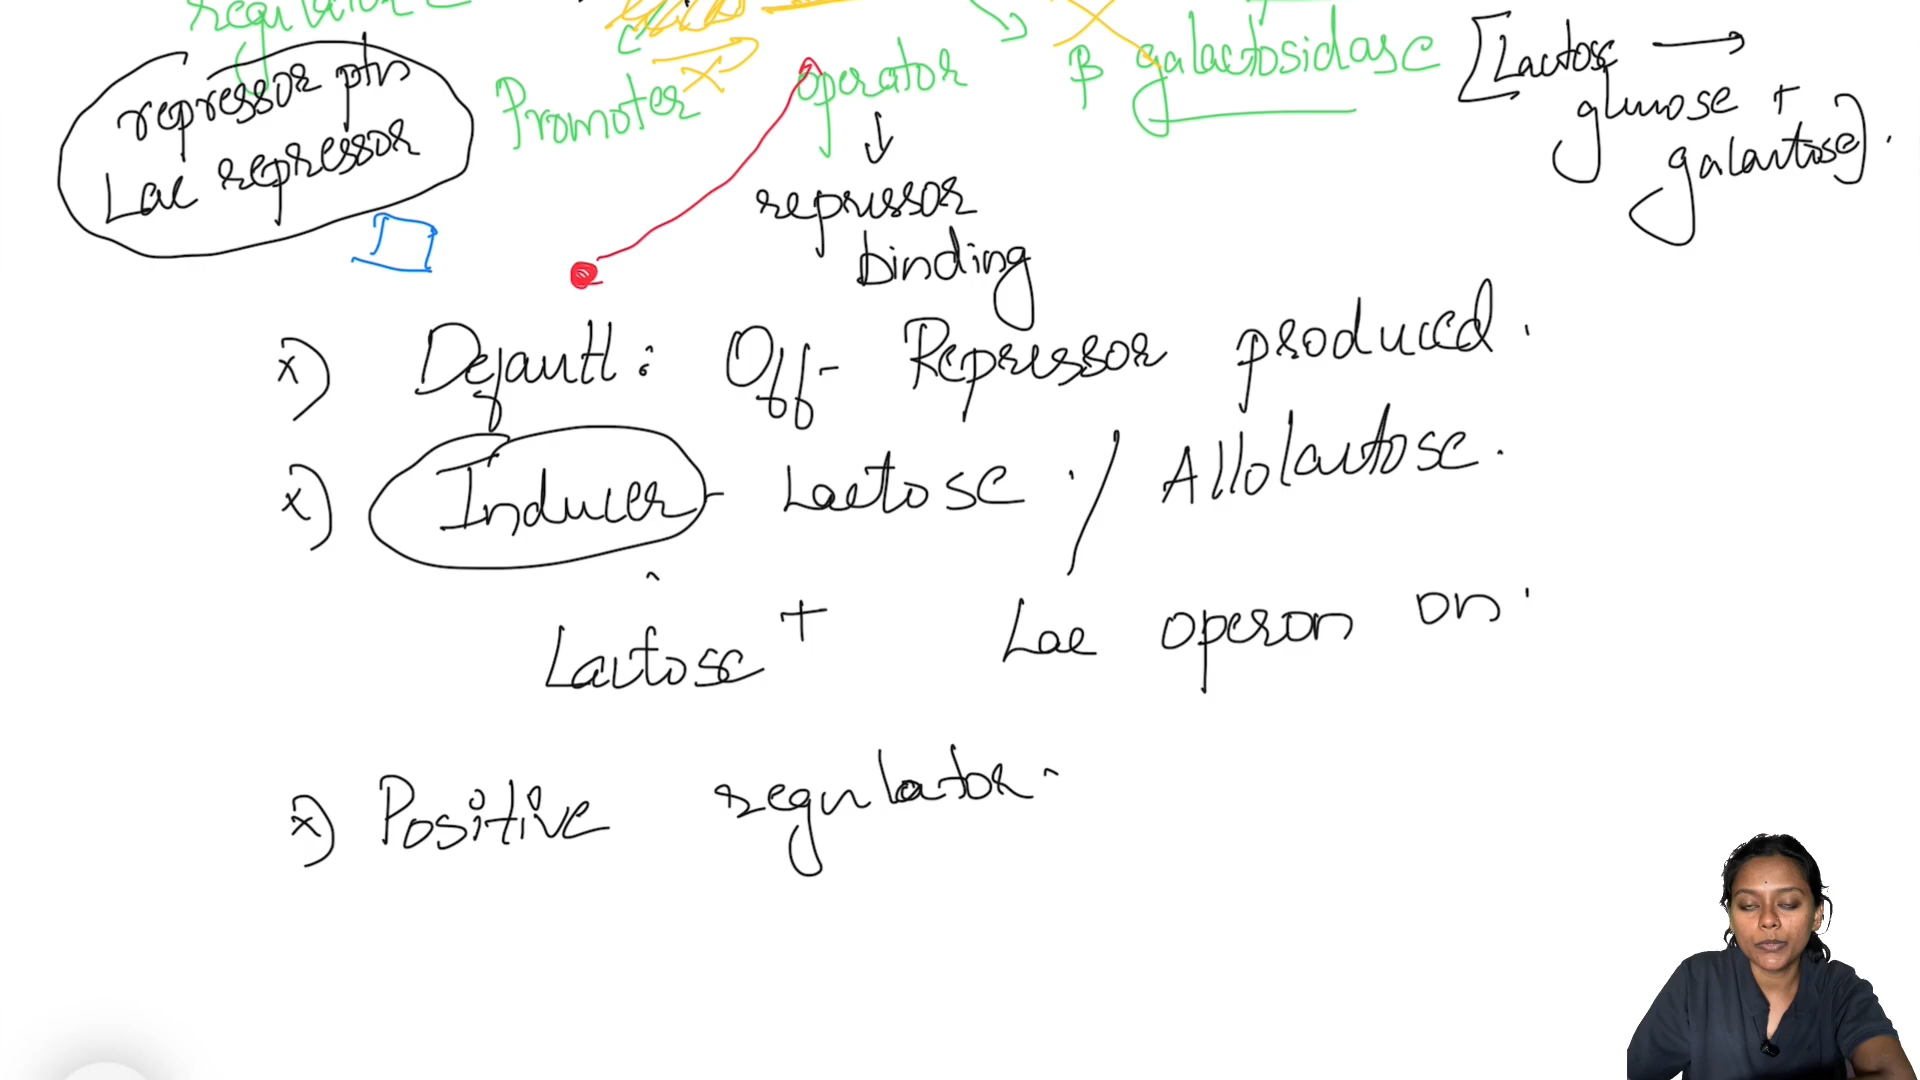 regulator
repressor ptn
Lac repressor
Promoter
operator
repressor
binding
β galactosidase
[Lactose →
glucose +
galactose].
x) Default : Off - Repressor produced.
x) Inducer - Lactose . / Allolactose.
Lactose + Lac operon on.
x) Positive regulator -